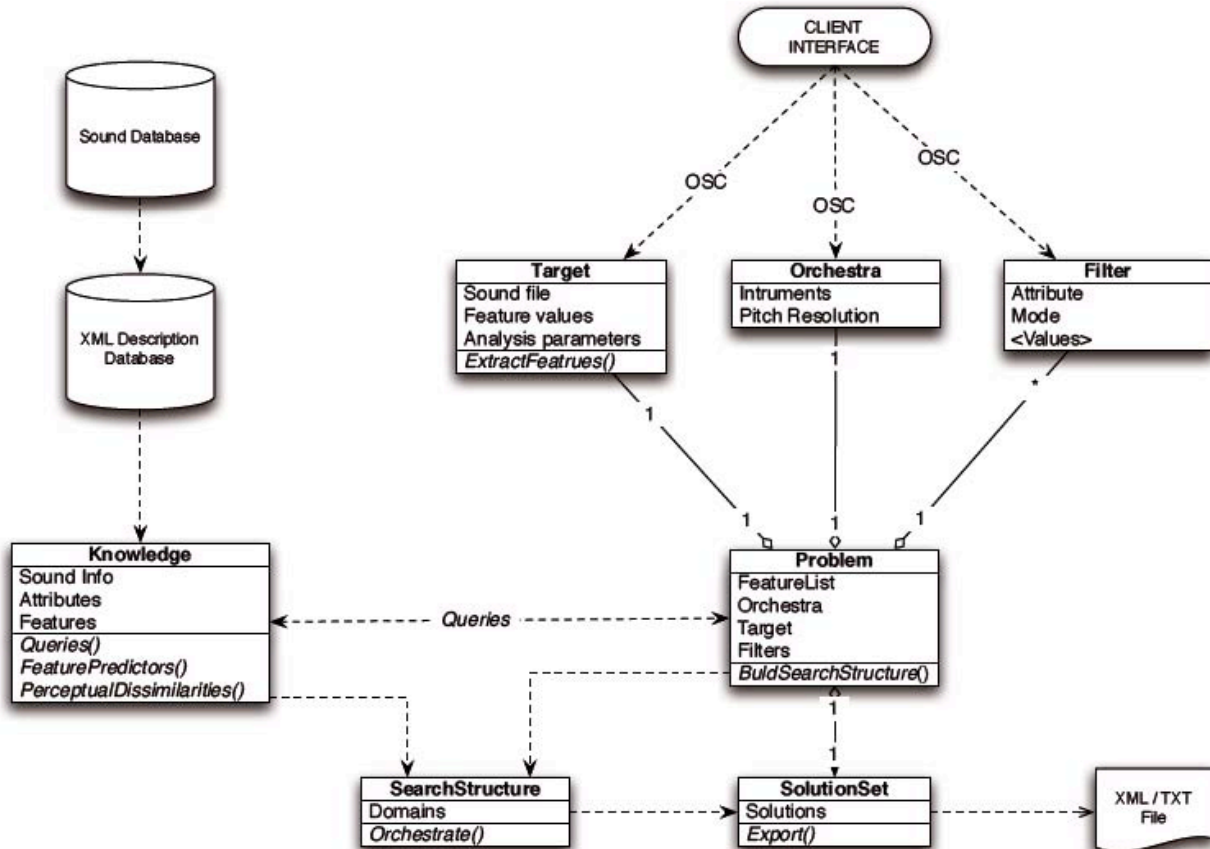 CLIENT
INTERFACE
Sound Database
OSC
OSC
OSC
XML Description
Database
Target
Sound file
Feature values
Analysis parameters
ExtractFeatrues()
Orchestra
Intruments
Pitch Resolution
Filter
Attribute
Mode
<Values>
1
1
*
1
1
1
Knowledge
Sound Info
Attributes
Features
Queries()
FeaturePredictors()
PerceptualDissimilarities()
Queries
Problem
FeatureList
Orchestra
Target
Filters
BuldSearchStructure()
1
1
SearchStructure
Domains
Orchestrate()
SolutionSet
Solutions
Export()
XML / TXT
File